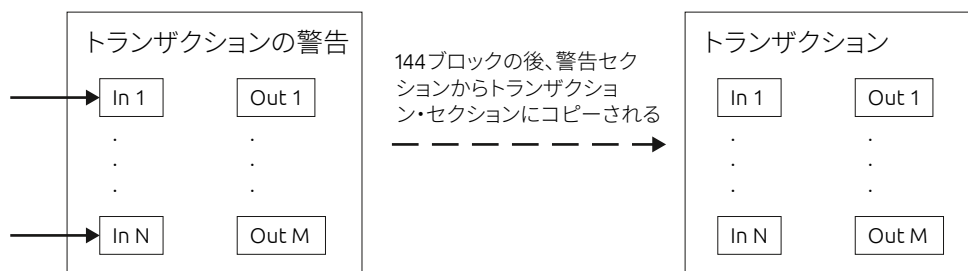 トランザクションの警告
In 1
Out 1
.
.
.
.
.
.
In N
Out M
144ブロックの後、警告セク
ションからトランザクショ
ン・セクションにコピーされる
トランザクション
In 1
Out 1
.
.
.
.
.
.
In N
Out M